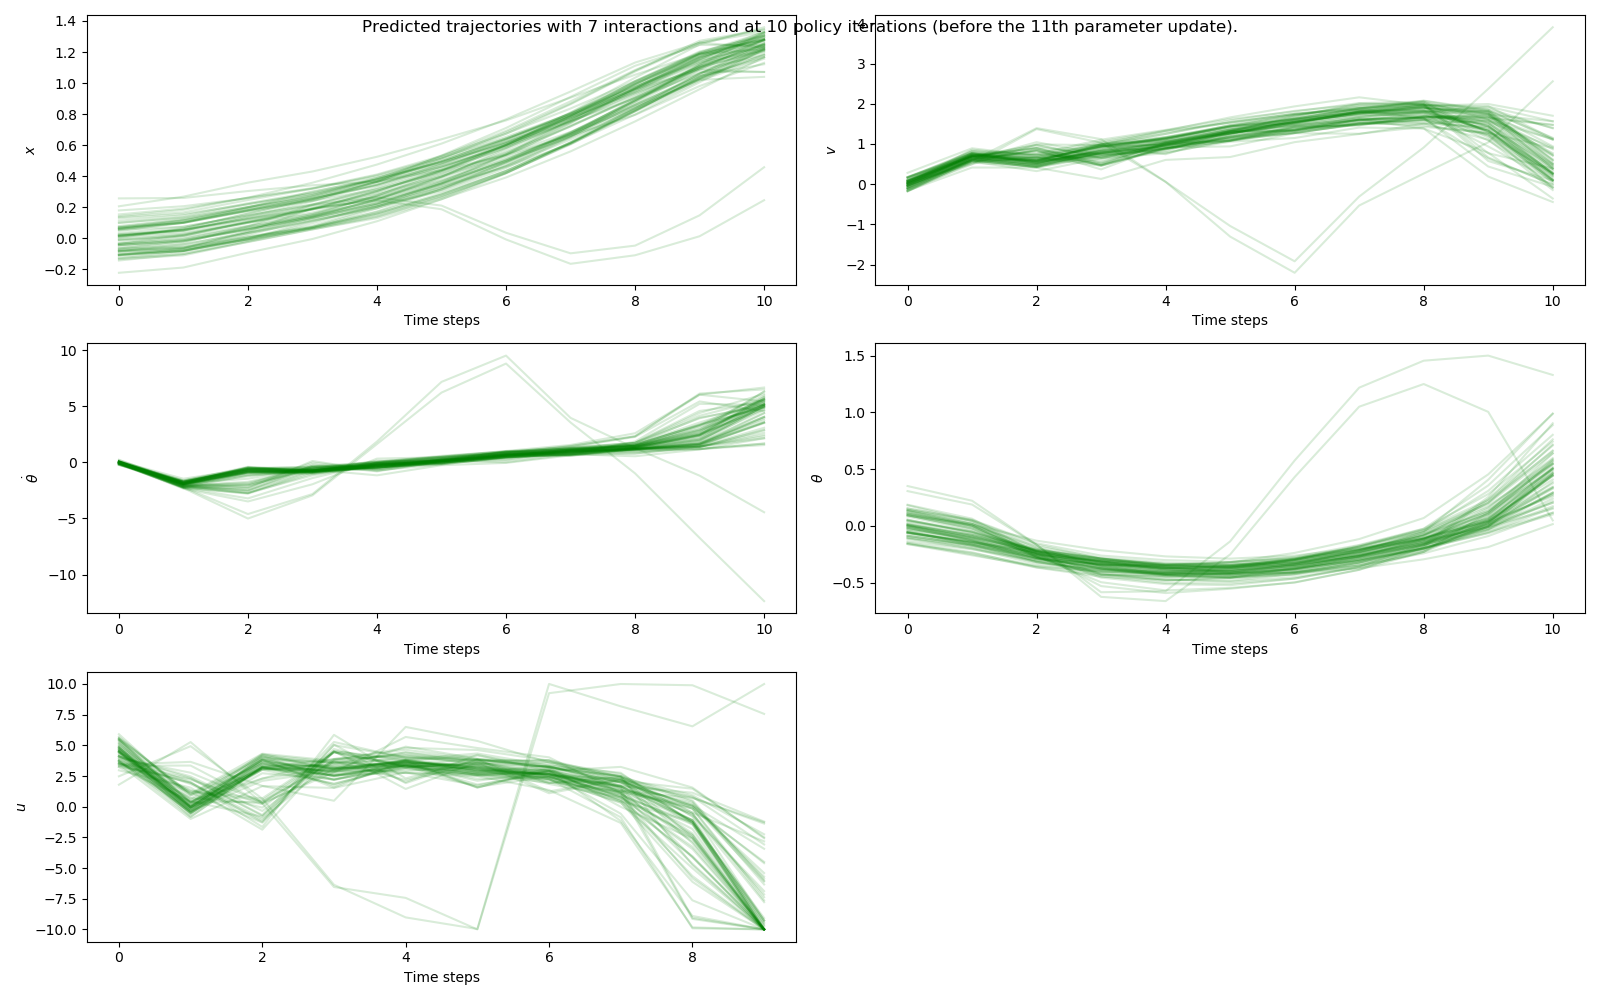 Predicted trajectories with 7 interactions and at 10 policy iterations (before the 11th parameter update).
1.4
1.2
1.0
0.8
0.6
0.4
0.2
0.0
−0.2
x
0 2 4 6 8 10
Time steps
4
3
2
1
0
−1
−2
v
0 2 4 6 8 10
Time steps
10
5
0
−5
−10
θ̇
0 2 4 6 8 10
Time steps
1.5
1.0
0.5
0.0
−0.5
θ
0 2 4 6 8 10
Time steps
10.0
7.5
5.0
2.5
0.0
−2.5
−5.0
−7.5
−10.0
u
0 2 4 6 8
Time steps